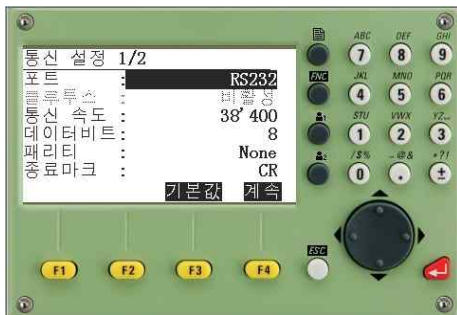 통신 설정 1/2
포트 : RS232
블루투스 : 비활성
통신 속도 : 38'400
데이터비트: 8
패리티 : None
종료마크 : CR
기본값 계속
F1 F2 F3 F4
ABC DEF GHI
7 8 9
FNC JKL MNO PQR
4 5 6
STU VWX YZ
1 2 3
/$% _@& *?!
0 . ±
ESC